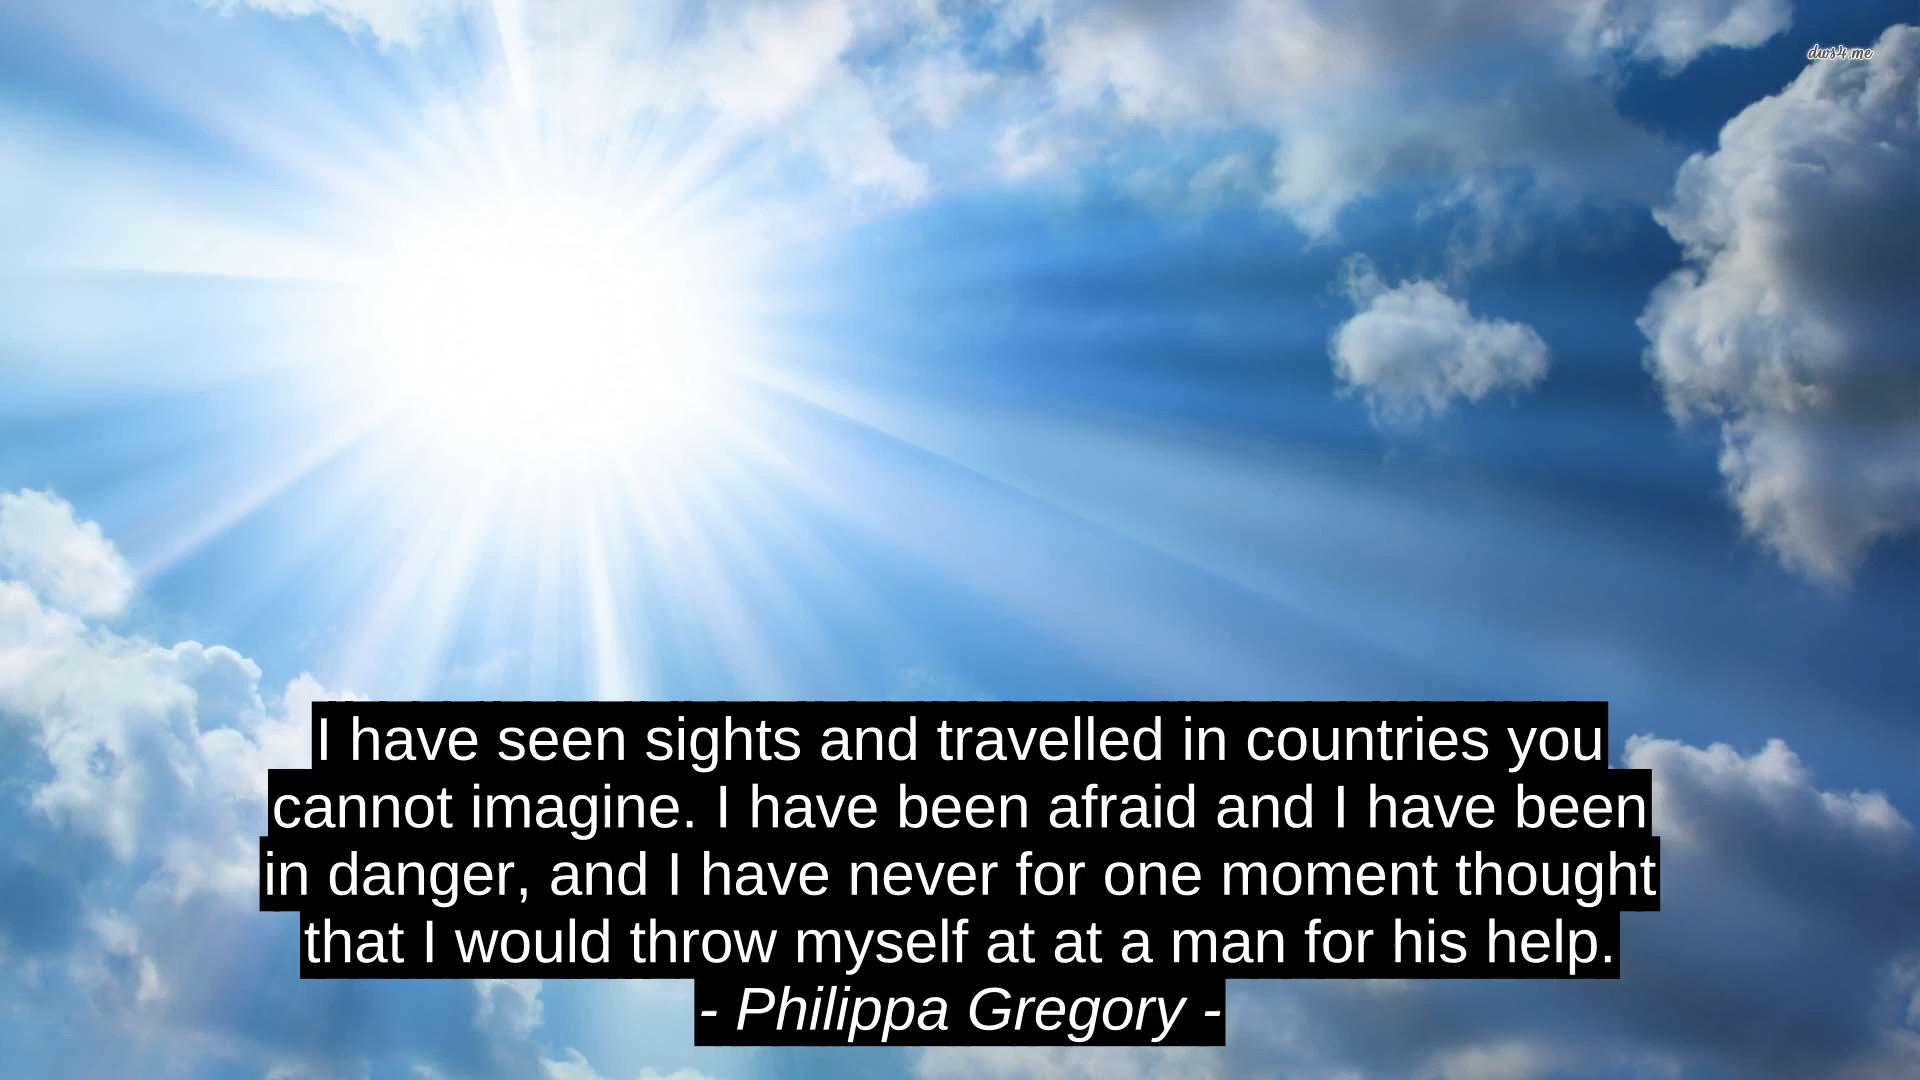 dws4.me
I have seen sights and travelled in countries you
cannot imagine. I have been afraid and I have been
in danger, and I have never for one moment thought
that I would throw myself at at a man for his help.
- Philippa Gregory -